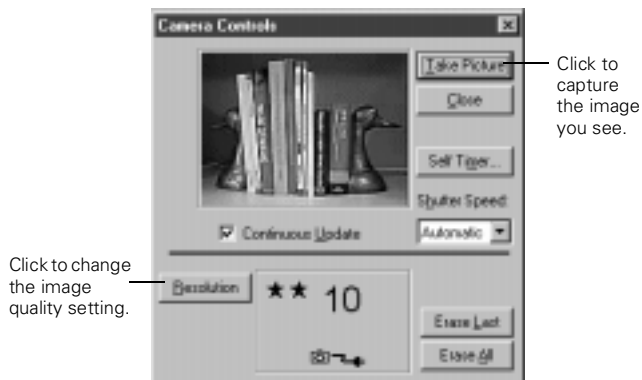 Camera Controls
Take Picture
Click to
capture
the image
you see.
Close
Self Timer...
Shutter Speed:
Continuous Update
Automatic
Click to change
the image
quality setting.
Resolution
★★ 10
Erase Last
Erase All